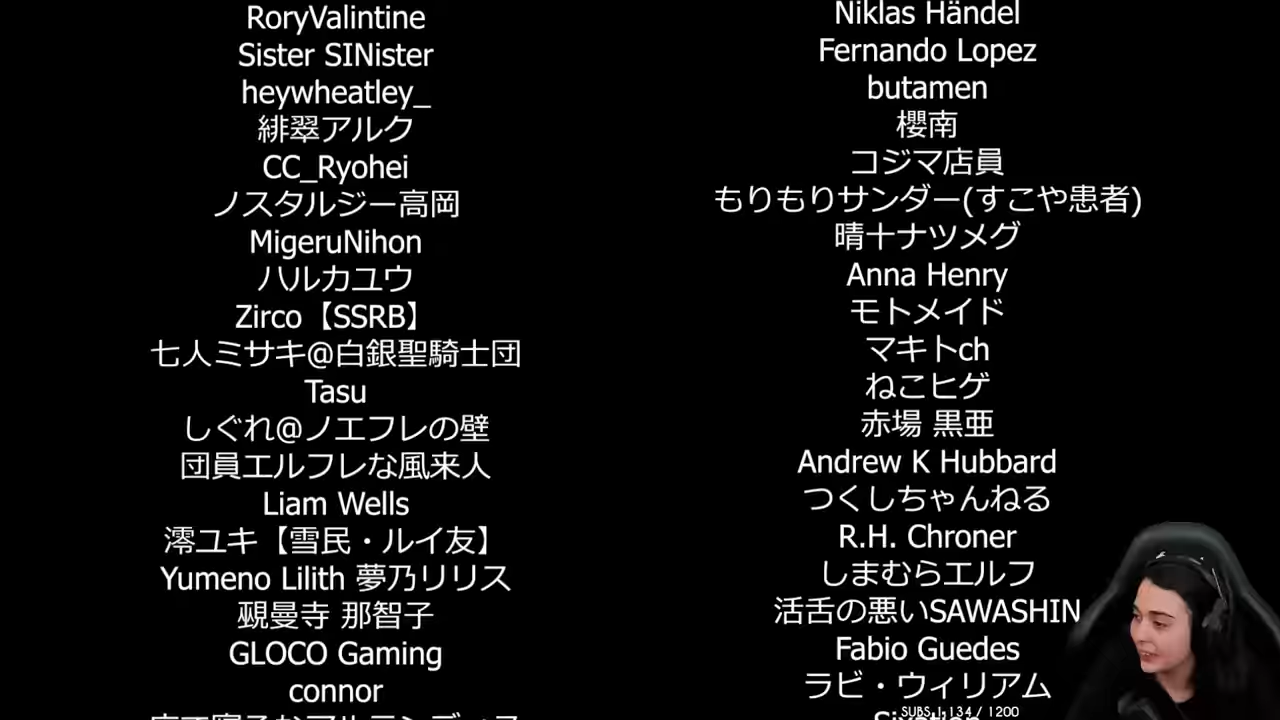 RoryValintine
Sister SINister
heywheatley_
緋翠アルク
CC_Ryohei
ノスタルジー高岡
MigeruNihon
ハルカユウ
Zirco【SSRB】
七人ミサキ@白銀聖騎士団
Tasu
しぐれ@ノエフレの壁
団員エルフレな風来人
Liam Wells
澪ユキ【雪民・ルイ友】
Yumeno Lilith 夢乃リリス
覡曼寺 那智子
GLOCO Gaming
connor
Niklas Händel
Fernando Lopez
butamen
櫻南
コジマ店員
もりもりサンダー(すこや患者)
晴十ナツメグ
Anna Henry
モトメイド
マキトch
ねこヒゲ
赤場 黒亜
Andrew K Hubbard
つくしちゃんねる
R.H. Chroner
しまむらエルフ
活舌の悪いSAWASHIN
Fabio Guedes
ラビ・ウィリアム
SUBS 1,134 / 1200